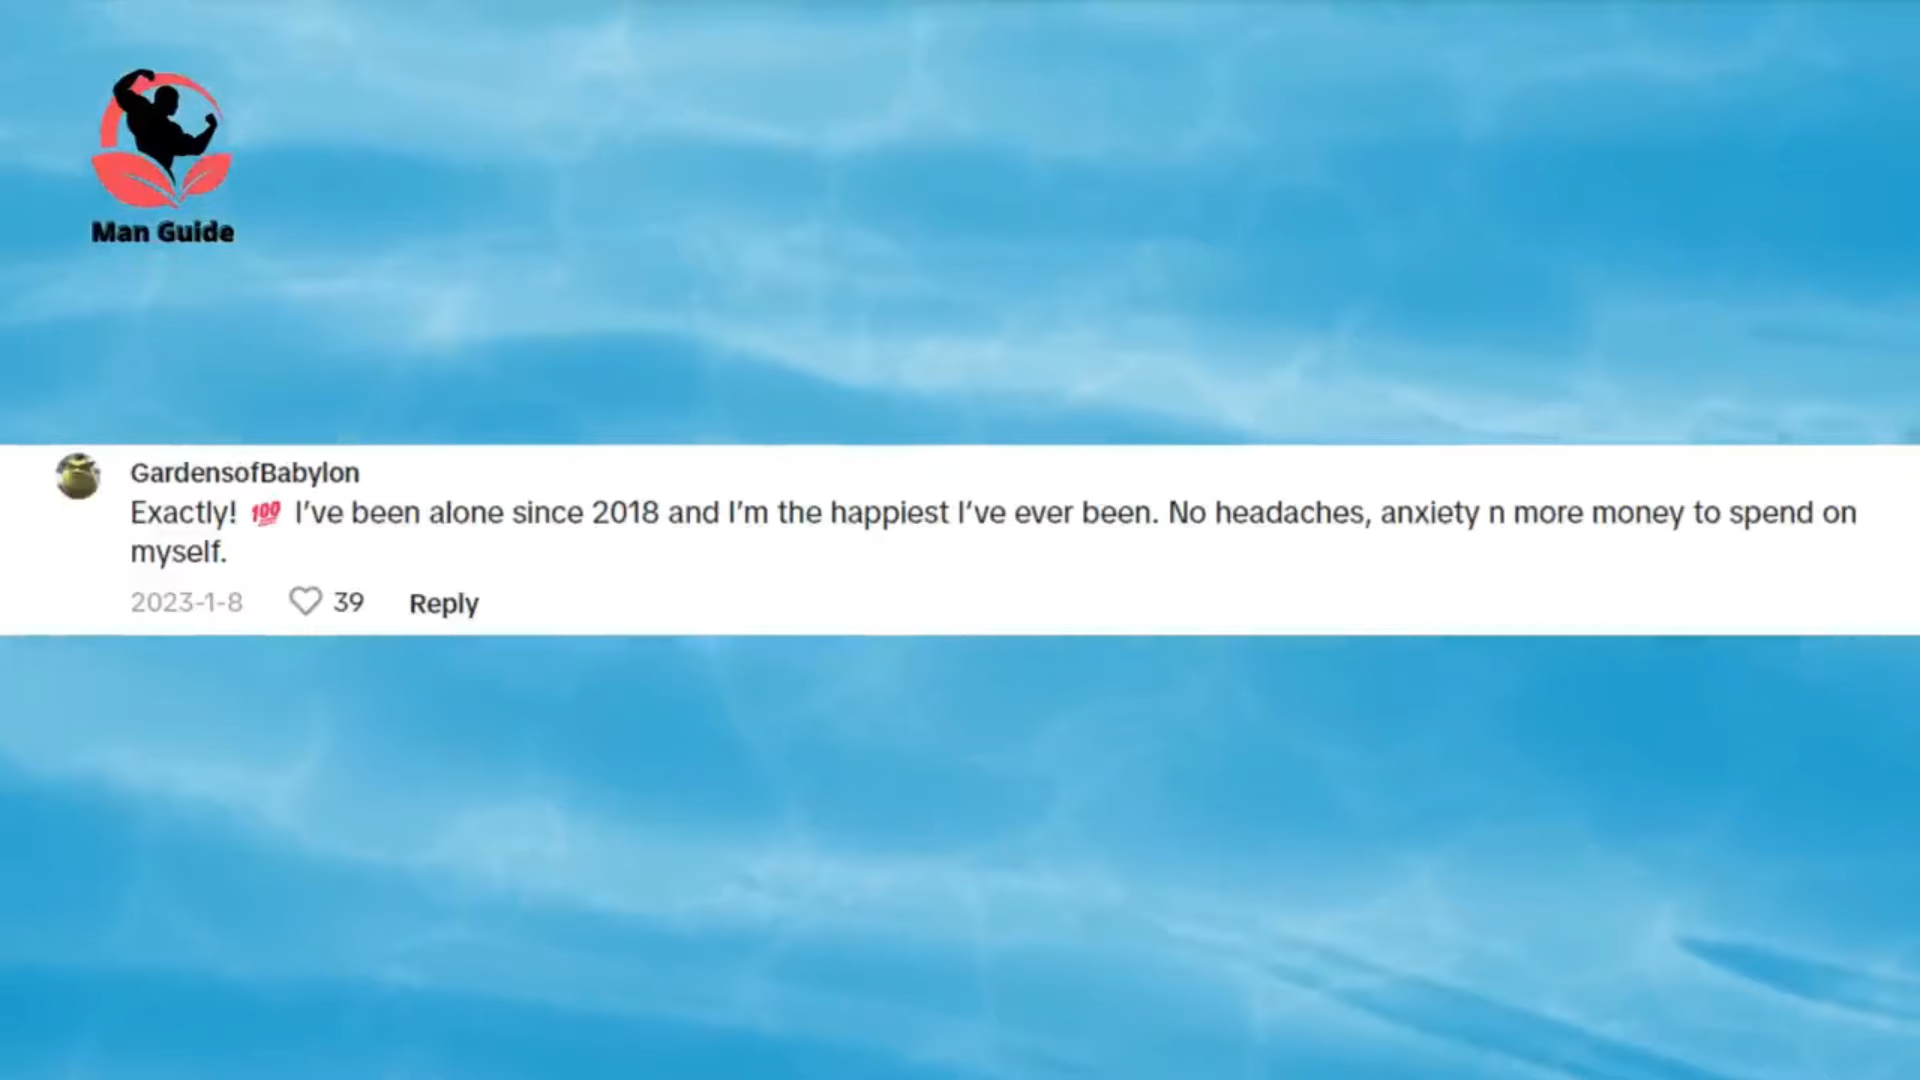 Man Guide
GardensofBabylon
Exactly! 💯 I've been alone since 2018 and I'm the happiest I've ever been. No headaches, anxiety n more money to spend on
myself.
2023-1-8 39 Reply